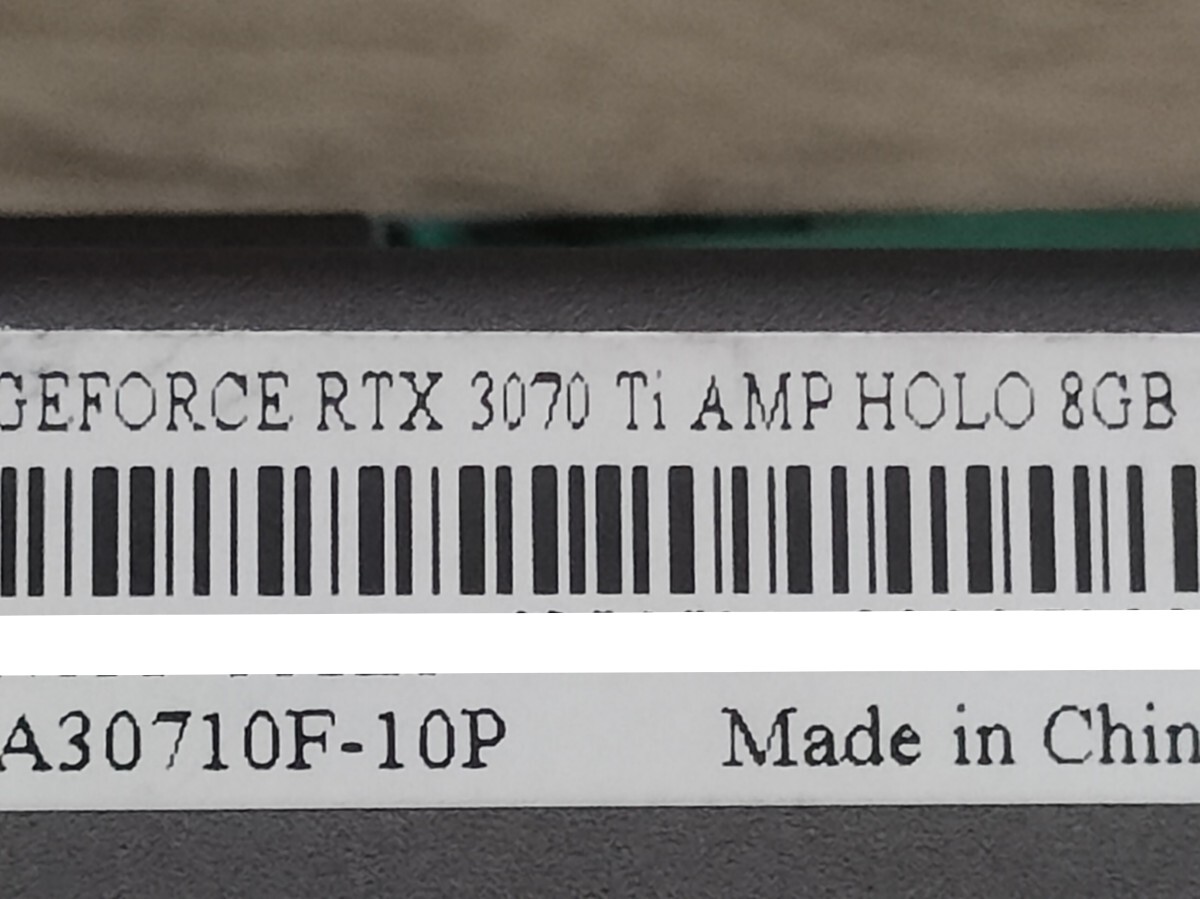 GEFORCE RTX 3070 Ti AMP HOLO 8GB
A30710F-10P Made in Chin